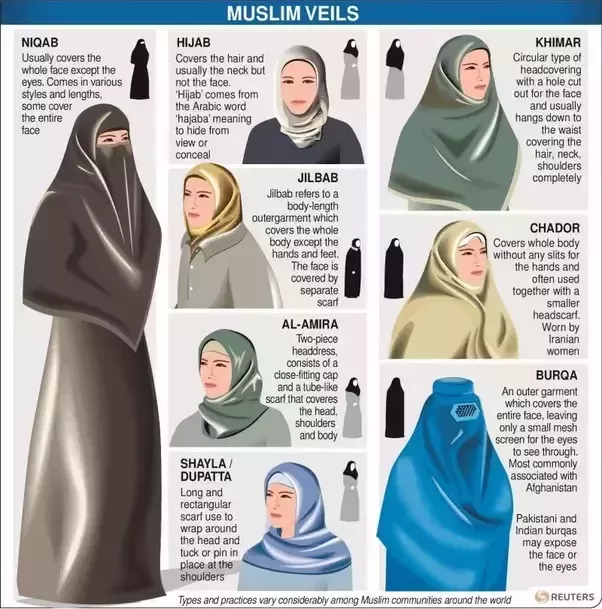 MUSLIM VEILS
NIQAB
Usually covers the
whole face except the
eyes. Comes in various
styles and lengths,
some cover
the entire
face
HIJAB
Covers the hair and
usually the neck but
not the face.
‘Hijab’ comes from
the Arabic word
‘hajaba’ meaning
to hide from
view or
conceal
KHIMAR
Circular type of
headcovering
with a hole cut
out for the face
and usually
hangs down to
the waist
covering the
hair, neck,
shoulders
completely
JILBAB
Jilbab refers to a
body-length
outergarment which
covers the whole
body except the
hands and feet.
The face is
covered by
separate
scarf
CHADOR
Covers whole body
without any slits for
the hands and
often used
together with a
smaller
headscarf.
Worn by
Iranian
women
AL-AMIRA
Two-piece
headdress,
consists of a
close-fitting cap
and a tube-like
scarf that coveres
the head,
shoulders
and body
BURQA
An outer garment
which covers the
entire face, leaving
only a small mesh
screen for the eyes
to see through.
Most commonly
associated with
Afghanistan
Pakistani and
Indian burqas
may expose
the face or
the eyes
SHAYLA /
DUPATTA
Long and
rectangular
scarf use to
wrap around
the head and
tuck or pin in
place at the
shoulders
Types and practices vary considerably among Muslim communities around the world
REUTERS